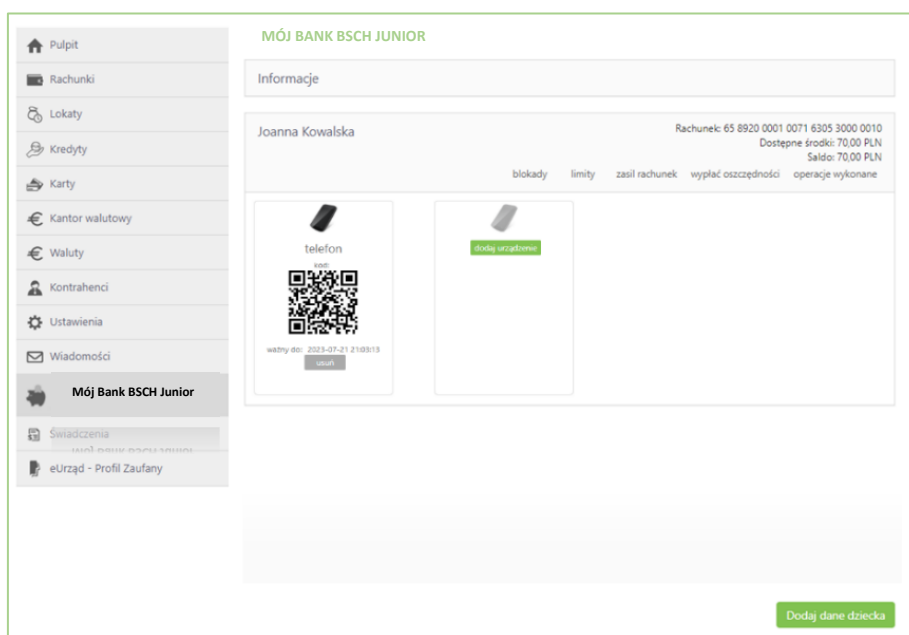 MÓJ BANK BSCH JUNIOR
Pulpit
Rachunki
Lokaty
Kredyty
Karty
Kantor walutowy
Waluty
Kontrahenci
Ustawienia
Wiadomości
Mój Bank BSCH Junior
Świadczenia
eUrząd - Profil Zaufany
Informacje
Joanna Kowalska
Rachunek: 65 8920 0001 0071 6305 3000 0010
Dostępne środki: 70,00 PLN
Saldo: 70,00 PLN
blokady limity zasil rachunek wypłać oszczędności operacje wykonane
telefon
kod:
ważny do: 2023-07-21 21:03:13
usuń
dodaj urządzenie
Dodaj dane dziecka